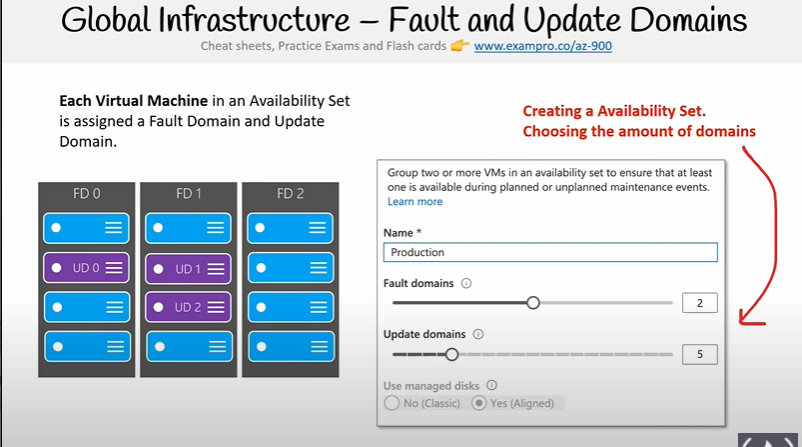 Global Infrastructure – Fault and Update Domains
Cheat sheets, Practice Exams and Flash cards 👉 www.exampro.co/az-900
Each Virtual Machine in an Availability Set
is assigned a Fault Domain and Update
Domain.
Creating a Availability Set.
Choosing the amount of domains
FD 0
FD 1
FD 2
UD 0
UD 1
UD 2
Group two or more VMs in an availability set to ensure that at least
one is available during planned or unplanned maintenance events.
Learn more
Name *
Production
Fault domains
2
Update domains
5
Use managed disks
No (Classic) Yes (Aligned)